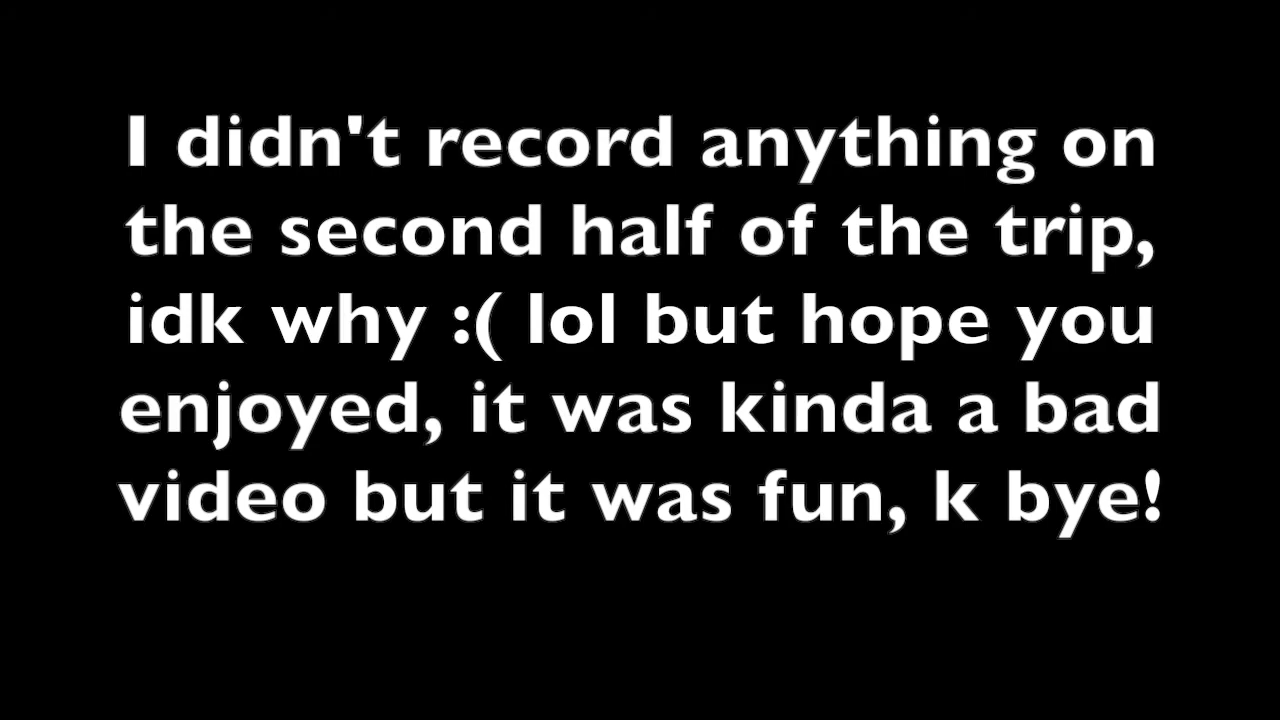 I didn't record anything on
the second half of the trip,
idk why :( lol but hope you
enjoyed, it was kinda a bad
video but it was fun, k bye!